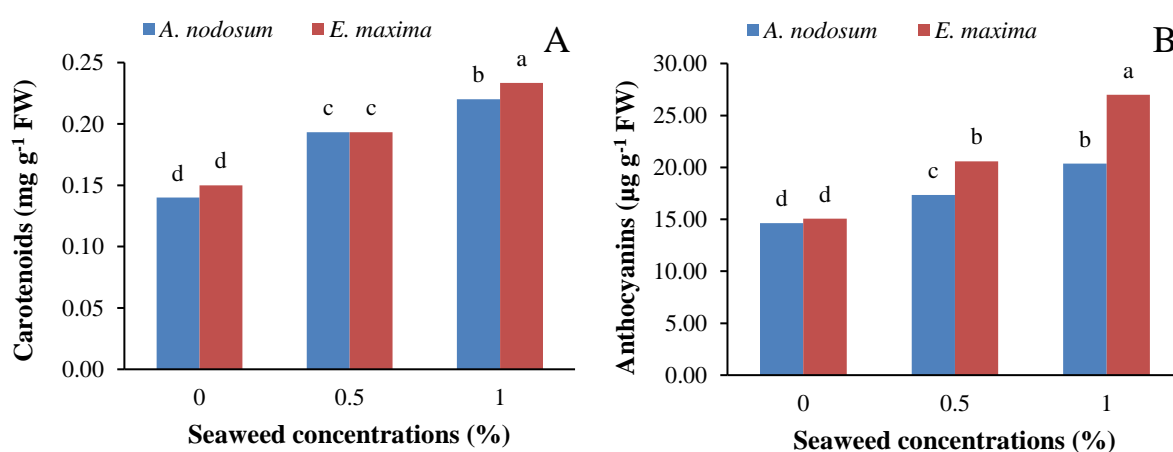 A. nodosum E. maxima A
Carotenoids (mg g-1 FW)
0.25
0.20
0.15
0.10
0.05
0.00
d d c c b a
0 0.5 1
Seaweed concentrations (%)
A. nodosum E. maxima B
Anthocyanins (µg g-1 FW)
30.00
25.00
20.00
15.00
10.00
5.00
0.00
d d c b b a
0 0.5 1
Seaweed concentrations (%)